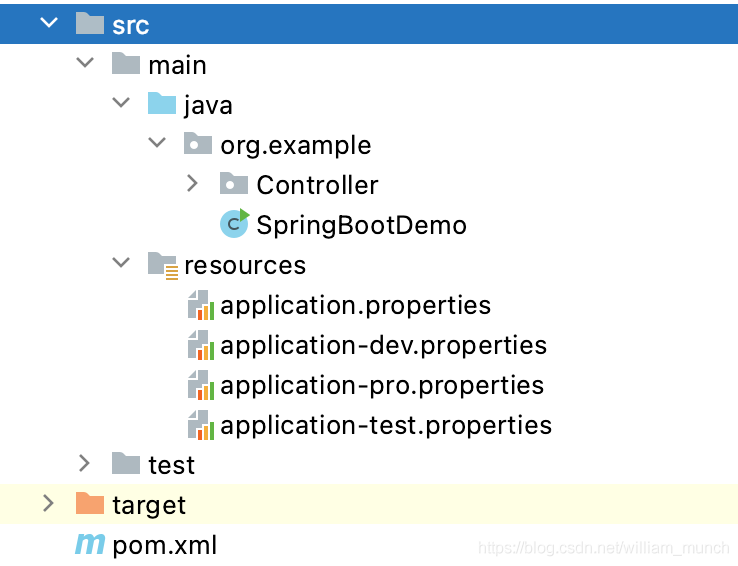 src
main
java
org.example
Controller
C SpringBootDemo
resources
application.properties
application-dev.properties
application-pro.properties
application-test.properties
test
target
m pom.xml
https://blog.csdn.net/william_munch